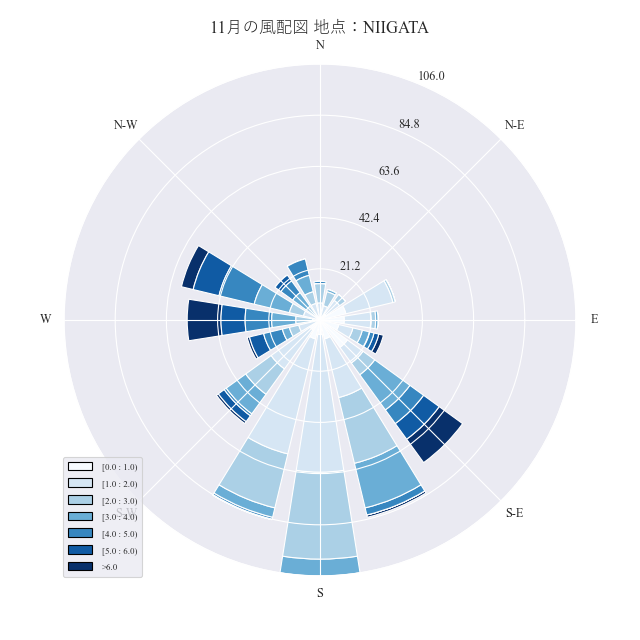 11月の風配図 地点：NIIGATA
N
106.0
N-W
84.8
N-E
63.6
42.4
21.2
W
E
[0.0 : 1.0)
[1.0 : 2.0)
[2.0 : 3.0)
[3.0 : 4.0)
[4.0 : 5.0)
[5.0 : 6.0)
>6.0
S-W
S-E
S